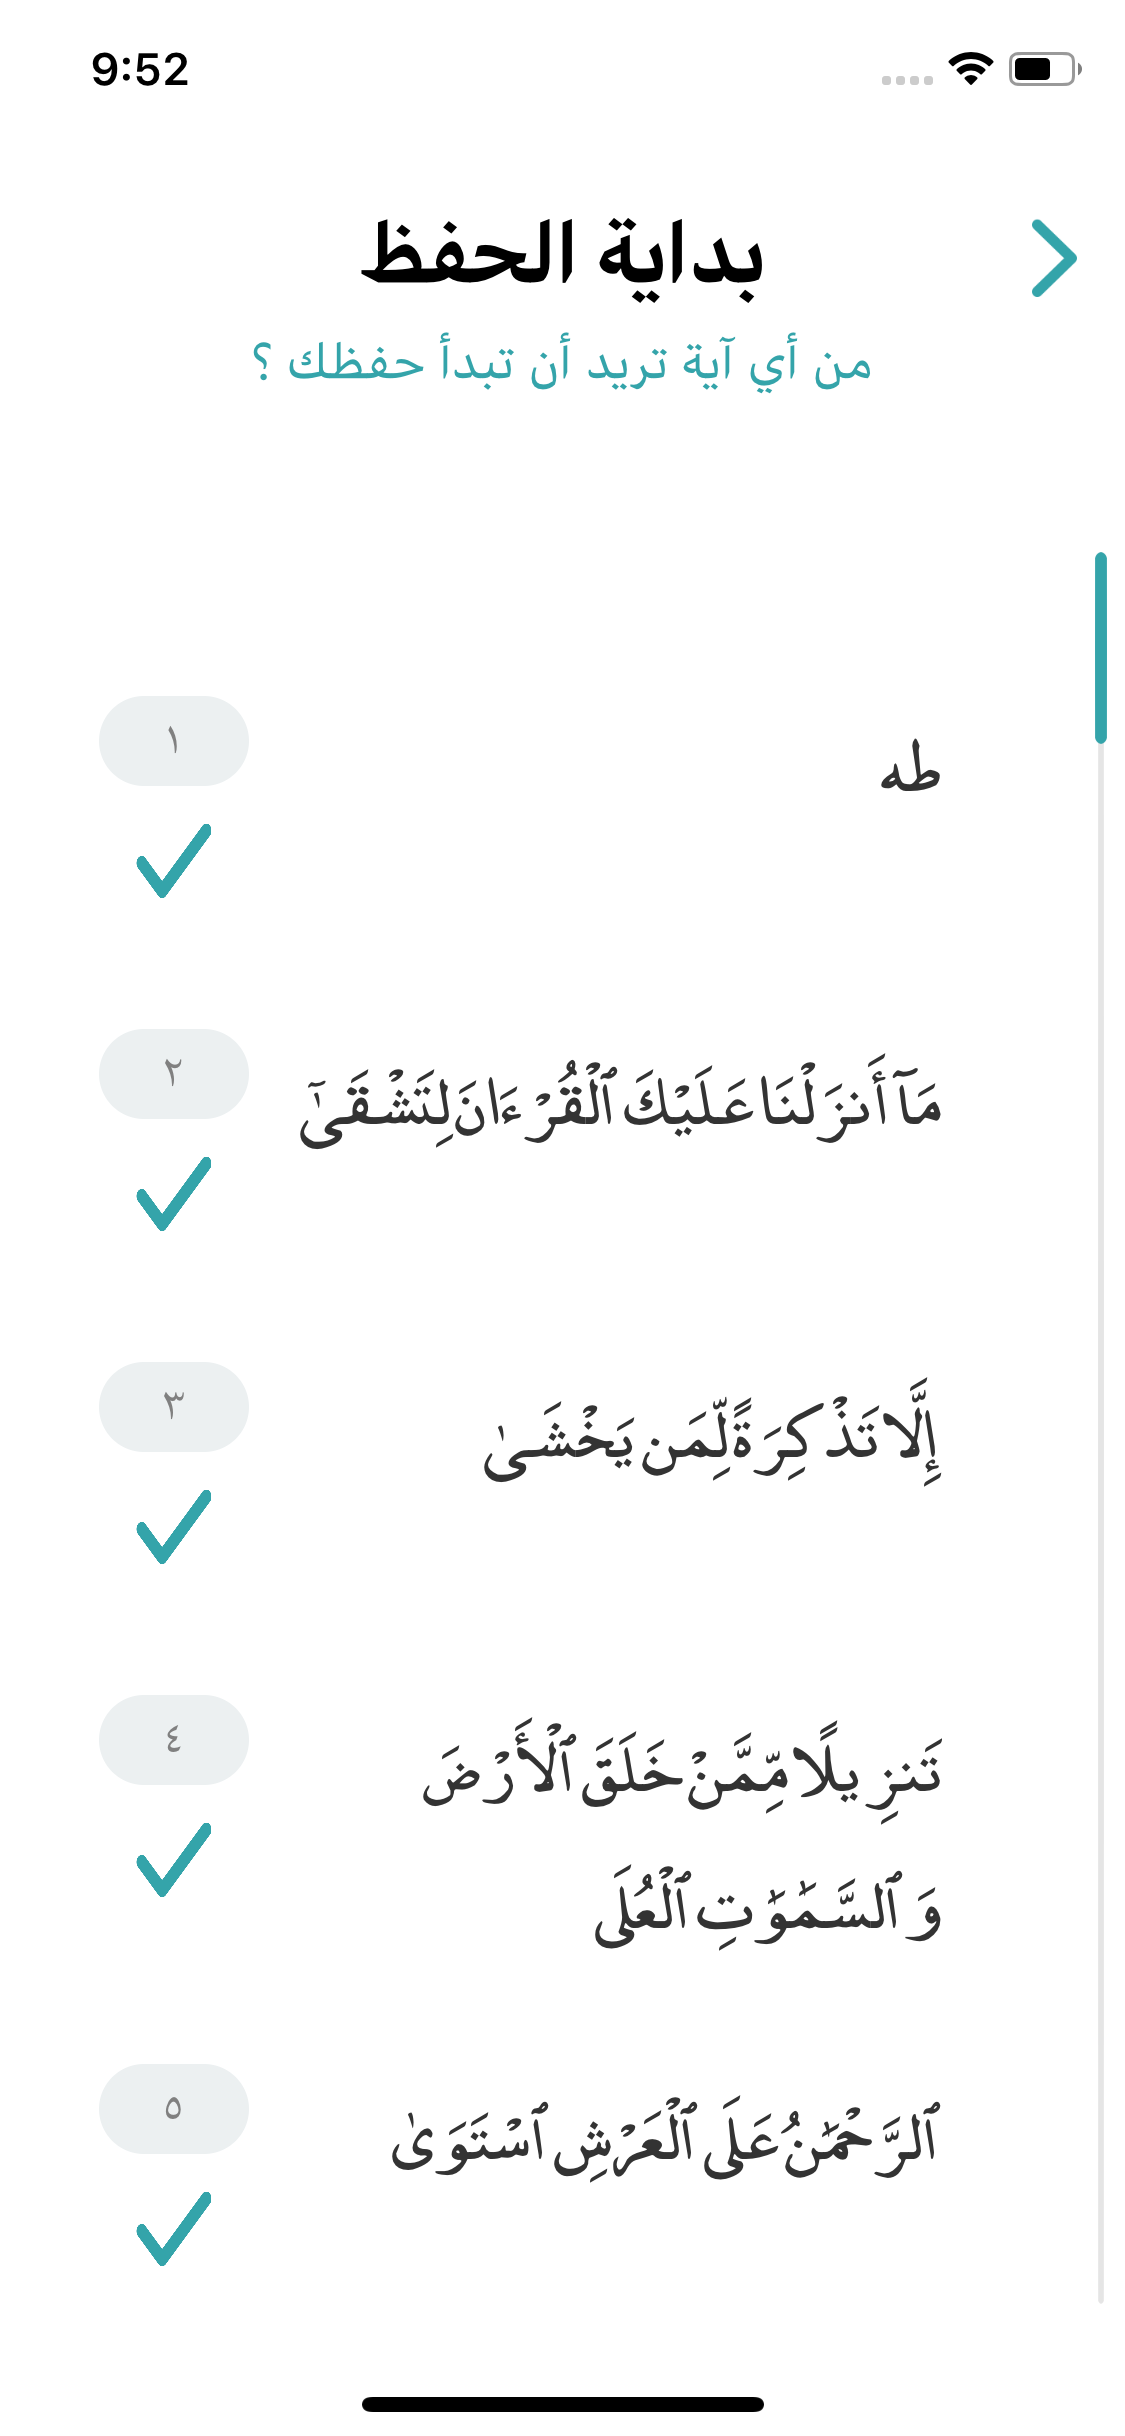 9:52
بداية الحفظ
من أي آية تريد أن تبدأ حفظك ؟
١
طه
٢
مَآ أَنزَلْنَا عَلَيْكَ ٱلْقُرْءَانَ لِتَشْقَىٰٓ
٣
إِلَّا تَذْكِرَةً لِّمَن يَخْشَىٰ
٤
تَنزِيلًا مِّمَّنْ خَلَقَ ٱلْأَرْضَ
وَٱلسَّمَٰوَٰتِ ٱلْعُلَى
٥
ٱلرَّحْمَٰنُ عَلَى ٱلْعَرْشِ ٱسْتَوَىٰ